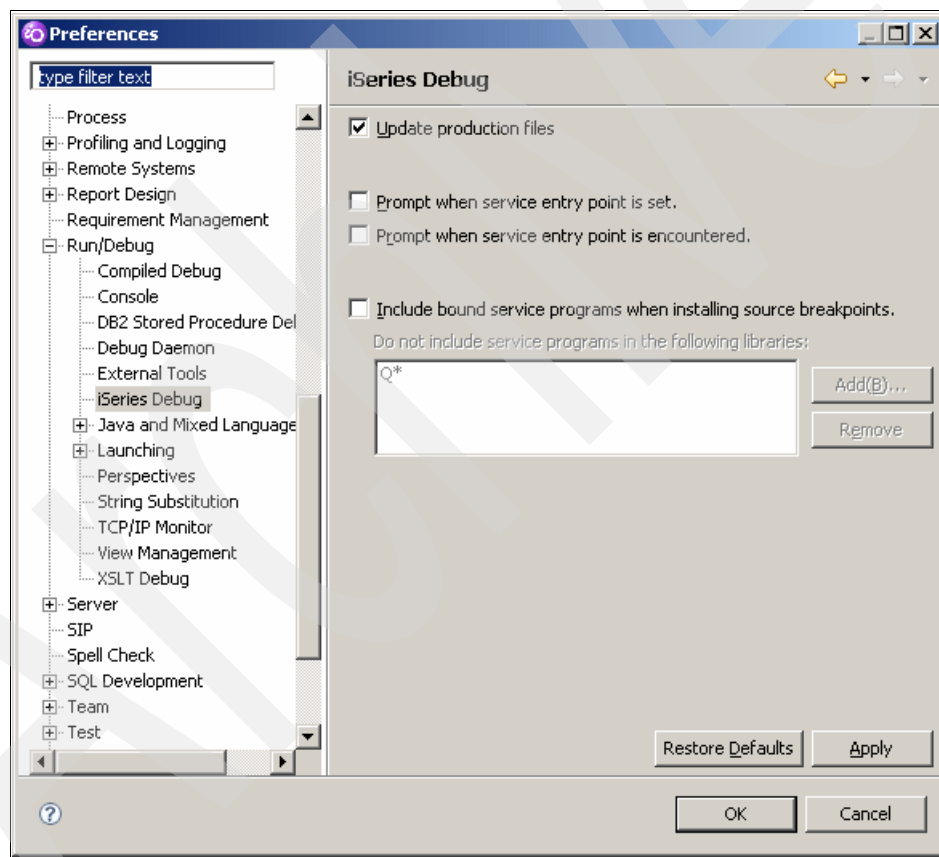 Preferences
type filter text
Process
Profiling and Logging
Remote Systems
Report Design
Requirement Management
Run/Debug
Compiled Debug
Console
DB2 Stored Procedure Del
Debug Daemon
External Tools
iSeries Debug
Java and Mixed Language
Launching
Perspectives
String Substitution
TCP/IP Monitor
View Management
XSLT Debug
Server
SIP
Spell Check
SQL Development
Team
Test
iSeries Debug
Update production files
Prompt when service entry point is set.
Prompt when service entry point is encountered.
Include bound service programs when installing source breakpoints.
Do not include service programs in the following libraries:
Q*
Add(B)...
Remove
Restore Defaults
Apply
OK
Cancel